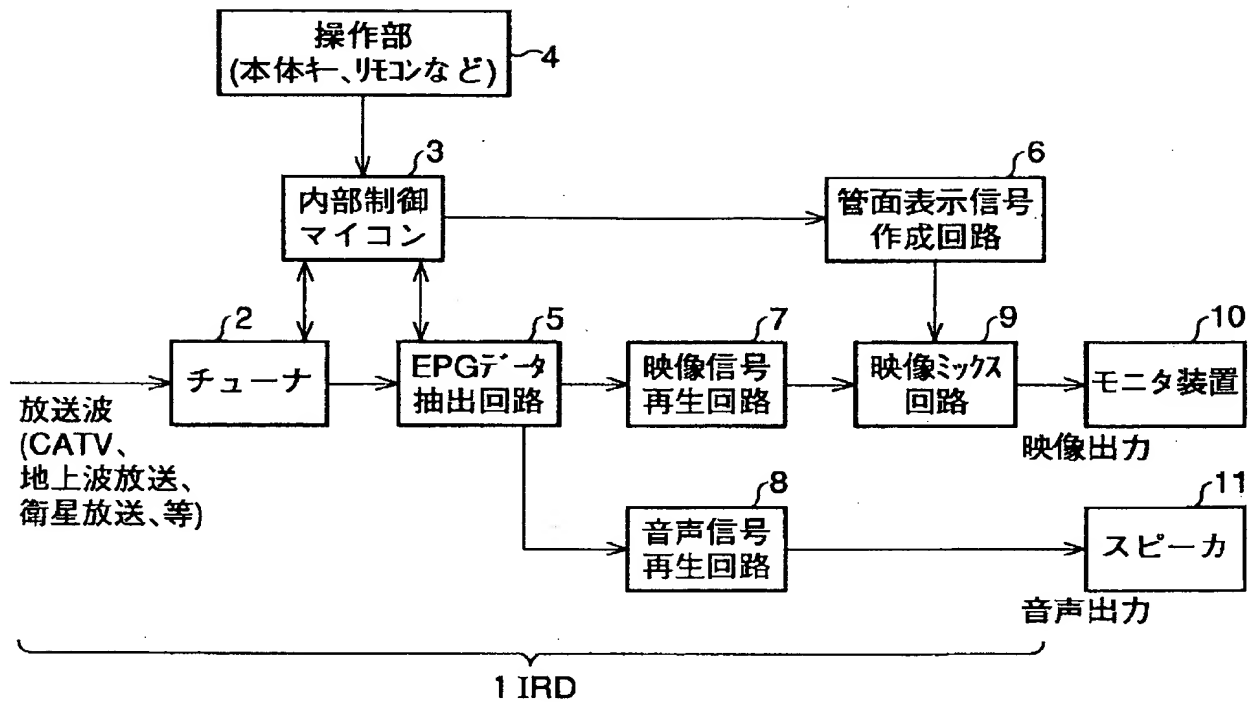 操作部
(本体キー、リモコンなど)
4
3
内部制御
マイコン
6
管面表示信号
作成回路
2
チューナ
5
EPGデータ
抽出回路
7
映像信号
再生回路
9
映像ミックス
回路
10
モニタ装置
放送波
(CATV、
地上波放送、
衛星放送、等)
映像出力
8
音声信号
再生回路
11
スピーカ
音声出力
1 IRD